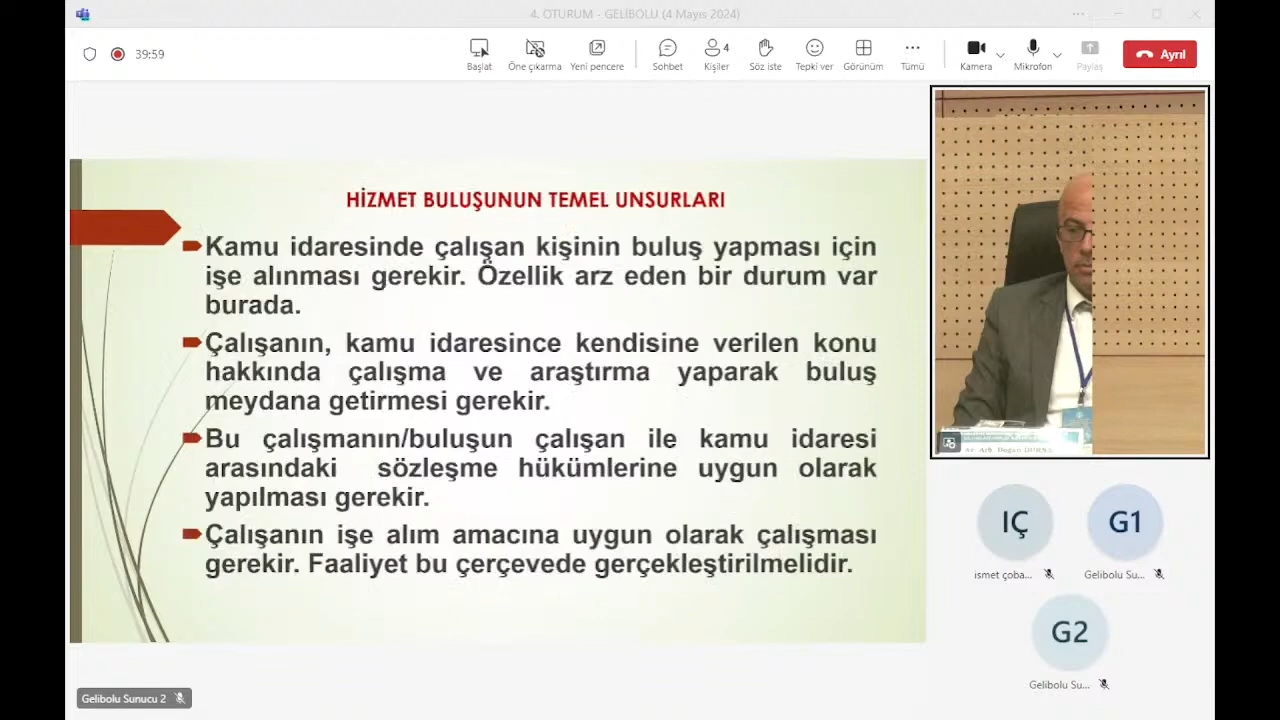 4. OTURUM - GELİBOLU (4 Mayıs 2024)
39:59
Başlat
Öne çıkarma
Yeni pencere
Sohbet
Kişiler
4
Söz iste
Tepki ver
Görünüm
Tümü
Kamera
Mikrofon
Paylaş
Ayrıl
HİZMET BULUŞUNUN TEMEL UNSURLARI
Kamu idaresinde çalışan kişinin buluş yapması için
işe alınması gerekir. Özellik arz eden bir durum var
burada.
Çalışanın, kamu idaresince kendisine verilen konu
hakkında çalışma ve araştırma yaparak buluş
meydana getirmesi gerekir.
Bu çalışmanın/buluşun çalışan ile kamu idaresi
arasındaki sözleşme hükümlerine uygun olarak
yapılması gerekir.
Çalışanın işe alım amacına uygun olarak çalışması
gerekir. Faaliyet bu çerçevede gerçekleştirilmelidir.
Gelibolu Sunucu 2
IÇ
ismet çoba...
G1
Gelibolu Su...
G2
Gelibolu Su...